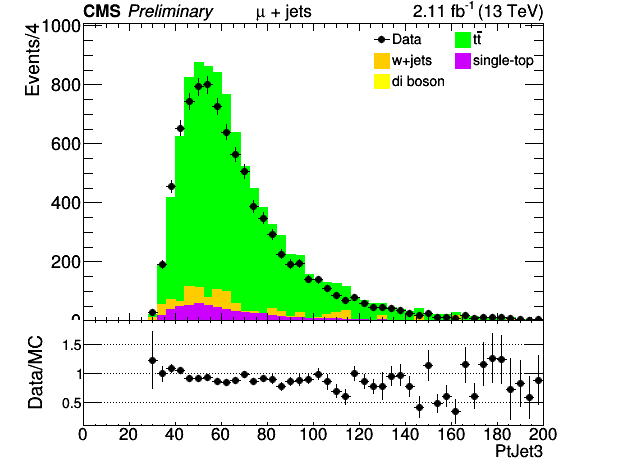 CMS Preliminary μ + jets 2.11 fb-1 (13 TeV)
Events/4
1000
800
600
400
200
0
Data
tt̄
w+jets
single-top
di boson
Data/MC
1.5
1
0.5
0 20 40 60 80 100 120 140 160 180 200
PtJet3